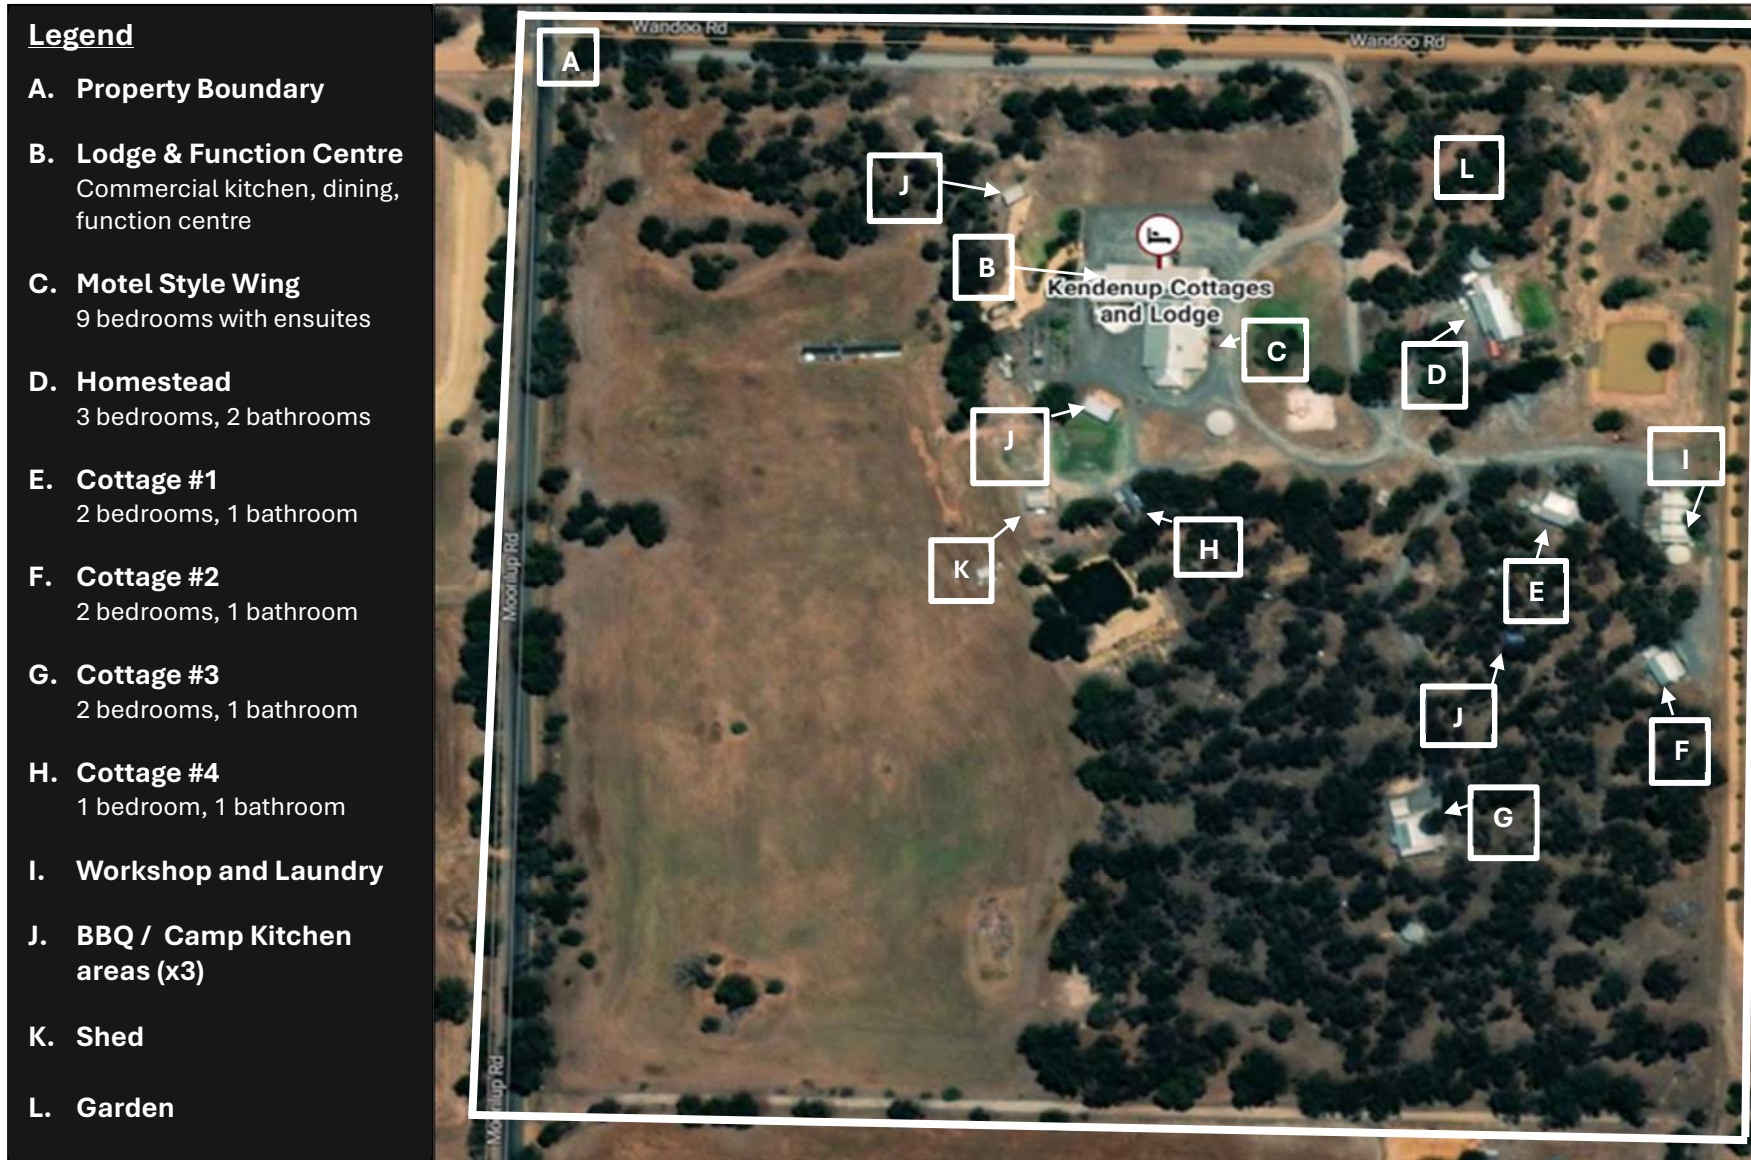 Legend
A. Property Boundary
B. Lodge & Function Centre
Commercial kitchen, dining,
function centre
C. Motel Style Wing
9 bedrooms with ensuites
D. Homestead
3 bedrooms, 2 bathrooms
E. Cottage #1
2 bedrooms, 1 bathroom
F. Cottage #2
2 bedrooms, 1 bathroom
G. Cottage #3
2 bedrooms, 1 bathroom
H. Cottage #4
1 bedroom, 1 bathroom
I. Workshop and Laundry
J. BBQ / Camp Kitchen
areas (x3)
K. Shed
L. Garden
Wandoo Rd
Wandoo Rd
A
L
J
B
Kendenup Cottages
and Lodge
C
D
J
I
H
K
E
Moorilup Rd
J
F
G
Moorilup Rd